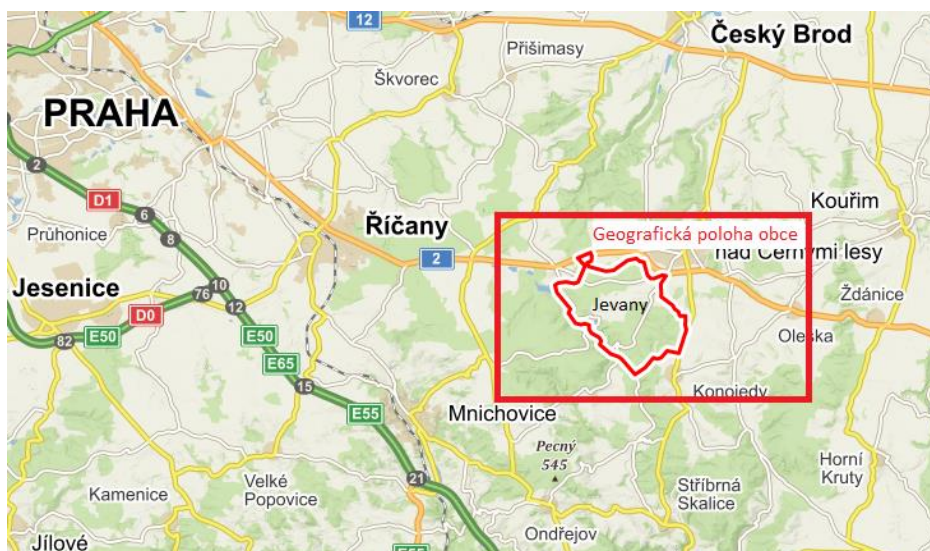 12
Český Brod
Přišimasy
Škvorec
PRAHA
2
D1
Kouřim
6
Říčany
Geografická poloha obce
Průhonice
8
2
nad Černými lesy
Jesenice
10
76
Jevany
Ždánice
D0
12
82
E50
E50
Oleška
E65
15
Konojedy
E55
Mnichovice
Pecný
545
Horní
Kruty
21
Velké
Popovice
Kamenice
Stříbrná
Skalice
Ondřejov
Jílové
E55